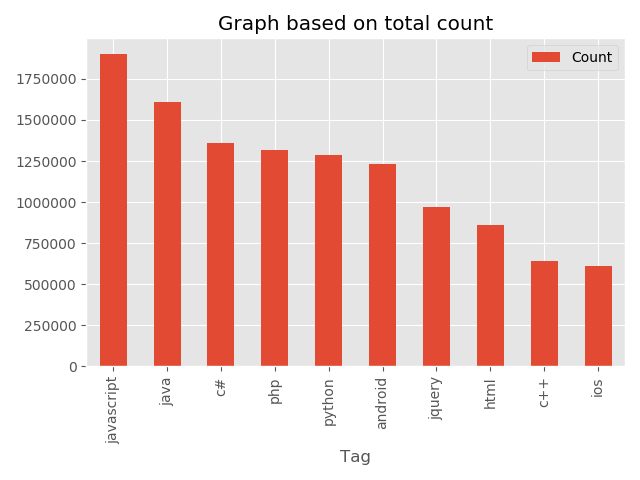 Graph based on total count
Count
1750000
1500000
1250000
1000000
750000
500000
250000
0
javascript
java
c#
php
python
android
jquery
html
c++
ios
Tag